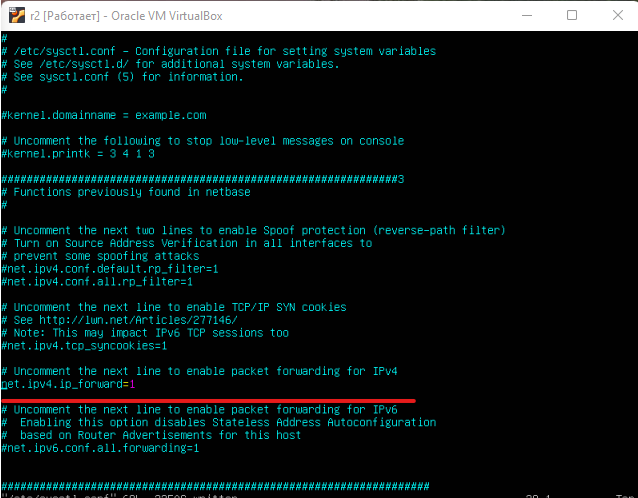 r2 [Работает] - Oracle VM VirtualBox
#
# /etc/sysctl.conf - Configuration file for setting system variables
# See /etc/sysctl.d/ for additional system variables.
# See sysctl.conf (5) for information.
#
#kernel.domainname = example.com
# Uncomment the following to stop low-level messages on console
#kernel.printk = 3 4 1 3
##############################################################3
# Functions previously found in netbase
#
# Uncomment the next two lines to enable Spoof protection (reverse-path filter)
# Turn on Source Address Verification in all interfaces to
# prevent some spoofing attacks
#net.ipv4.conf.default.rp_filter=1
#net.ipv4.conf.all.rp_filter=1
# Uncomment the next line to enable TCP/IP SYN cookies
# See http://lwn.net/Articles/277146/
# Note: This may impact IPv6 TCP sessions too
#net.ipv4.tcp_syncookies=1
# Uncomment the next line to enable packet forwarding for IPv4
net.ipv4.ip_forward=1
# Uncomment the next line to enable packet forwarding for IPv6
#  Enabling this option disables Stateless Address Autoconfiguration
#  based on Router Advertisements for this host
#net.ipv6.conf.all.forwarding=1
###################################################################